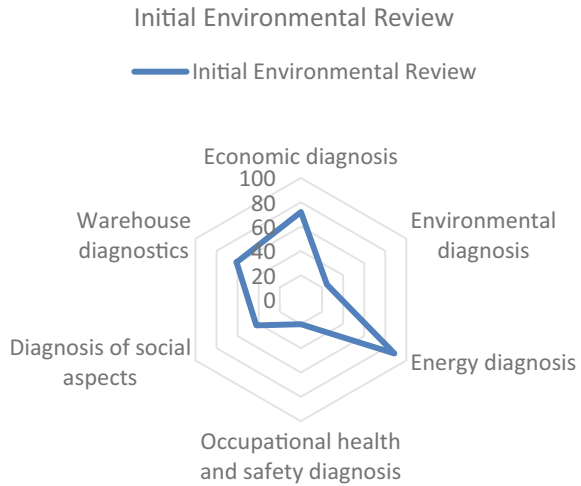 Initial Environmental Review
Initial Environmental Review
Economic diagnosis
100
80
60
40
20
0
Environmental
diagnosis
Energy diagnosis
Occupational health
and safety diagnosis
Diagnosis of social
aspects
Warehouse
diagnostics